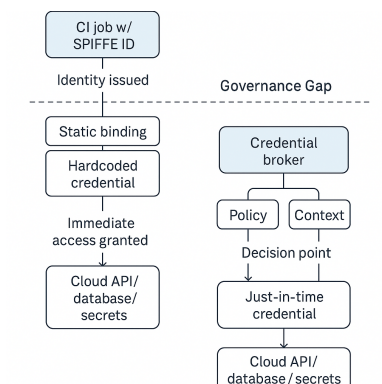 CI job w/
SPIFFE ID
Identity issued
Governance Gap
Static binding
Hardcoded
credential
Immediate
access granted
Cloud API/
database/
secrets
Credential
broker
Policy
Context
Decision point
Just-in-time
credential
Cloud API/
database/secrets